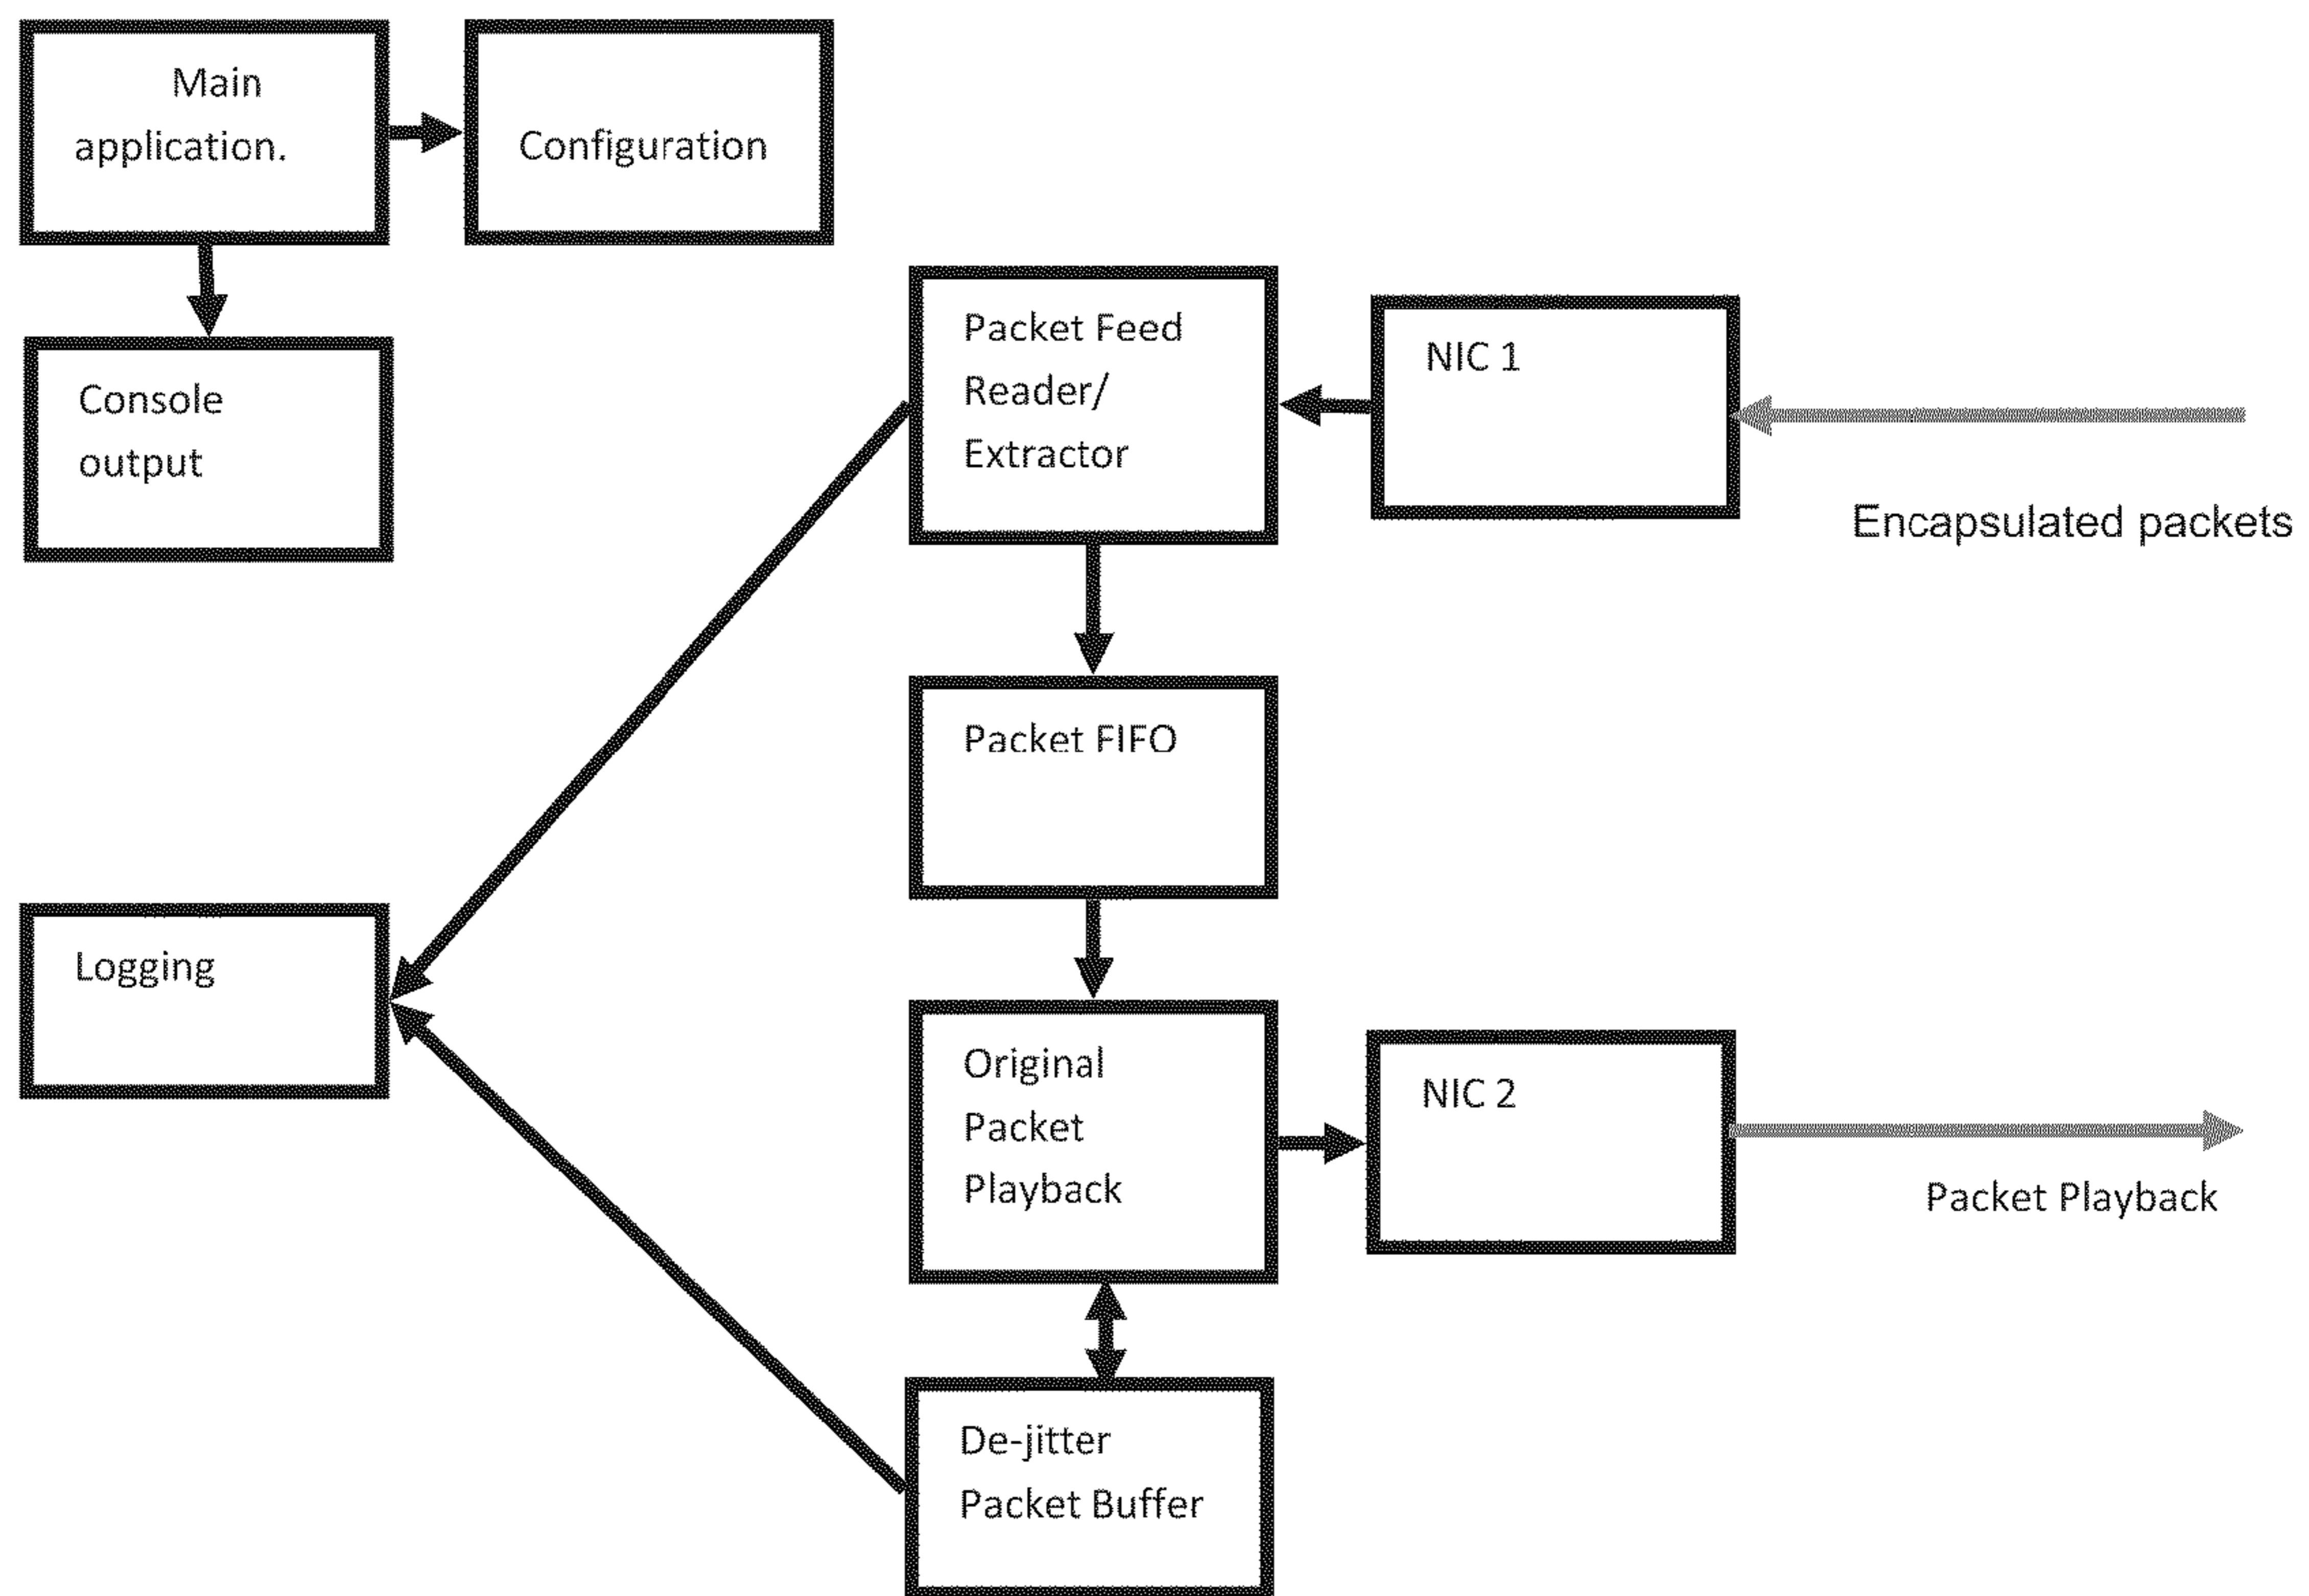 Main
application.
Configuration
Console
output
Packet Feed
Reader/
Extractor
NIC 1
Encapsulated packets
Packet FIFO
Logging
Original
Packet
Playback
NIC 2
Packet Playback
De-jitter
Packet Buffer